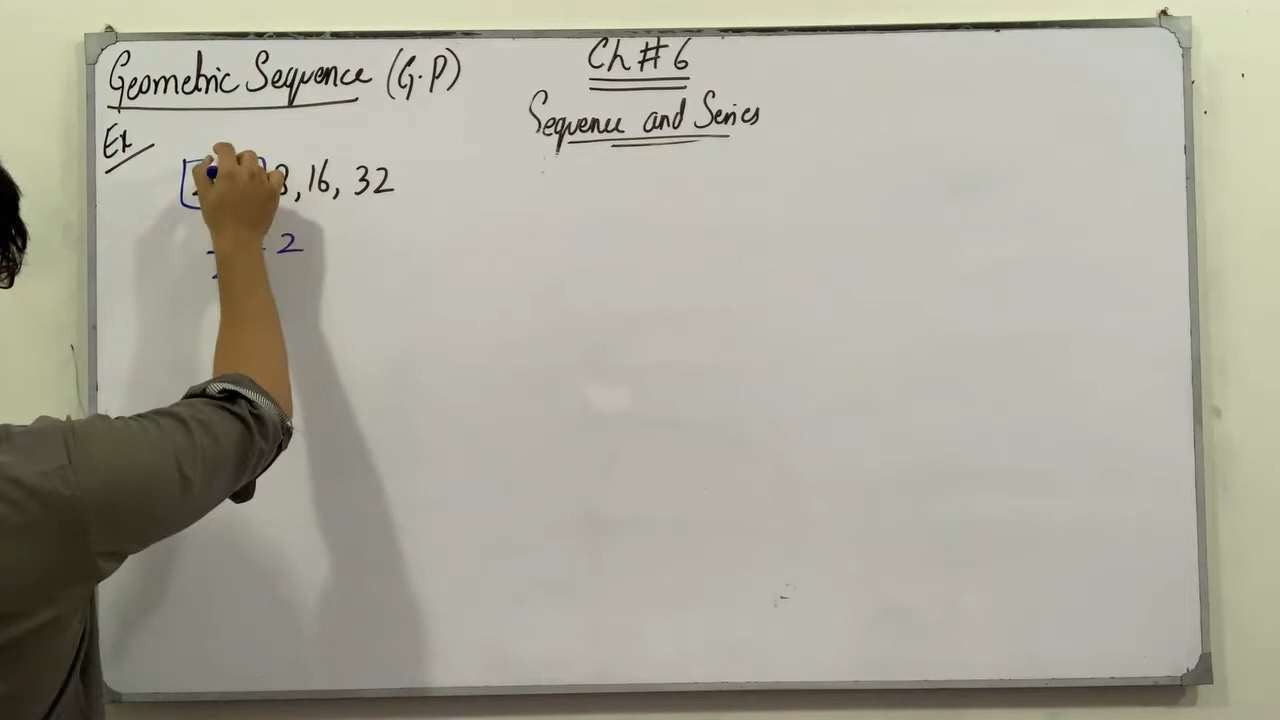 Geometric Sequence (G.P)
Ch # 6
Sequence and Series
Ex
8, 16, 32
2